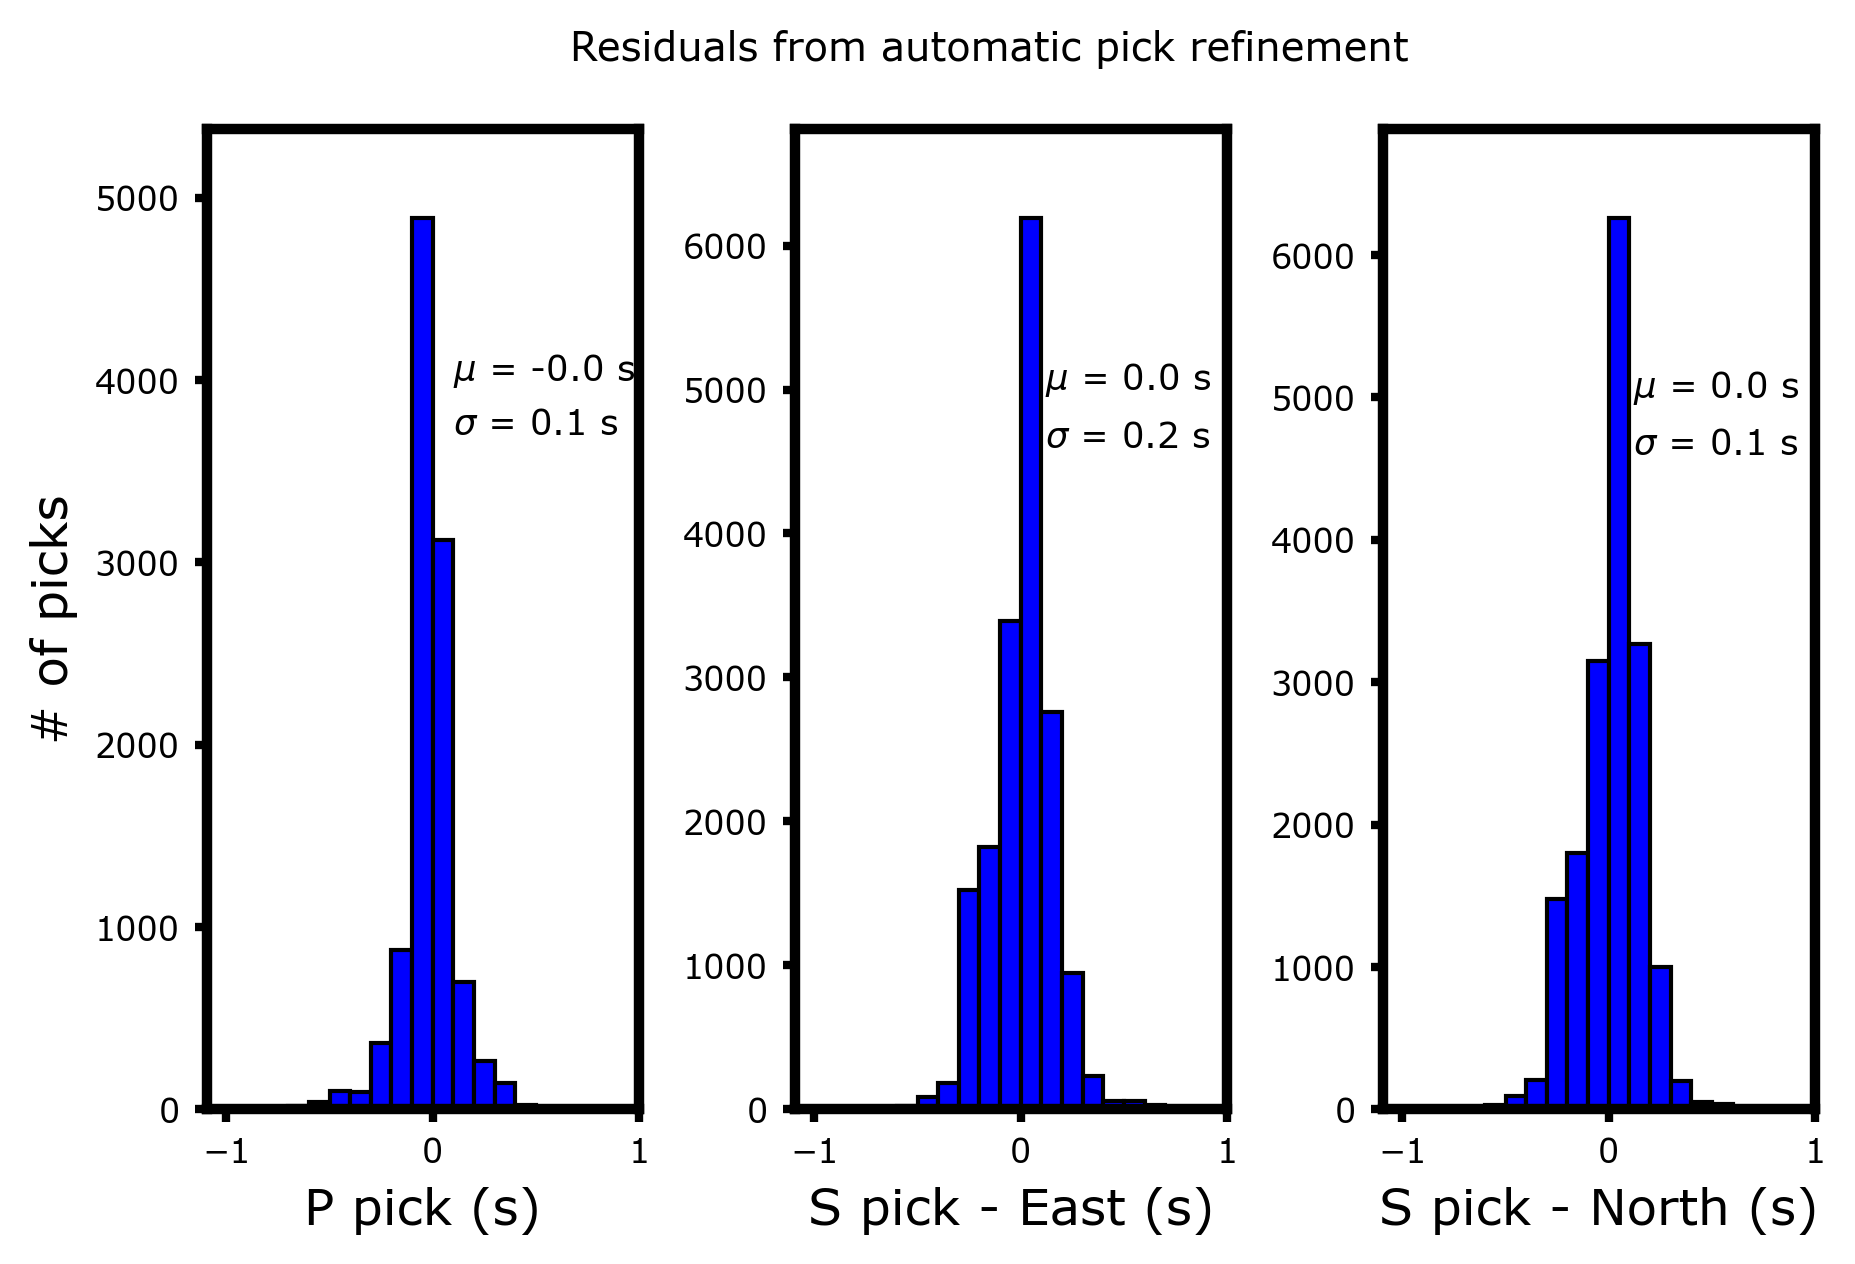 Residuals from automatic pick refinement
# of picks
5000
4000
3000
2000
1000
0
μ = -0.0 s
σ = 0.1 s
−1 0 1
P pick (s)
6000
5000
4000
3000
2000
1000
0
μ = 0.0 s
σ = 0.2 s
−1 0 1
S pick - East (s)
6000
5000
4000
3000
2000
1000
0
μ = 0.0 s
σ = 0.1 s
−1 0 1
S pick - North (s)